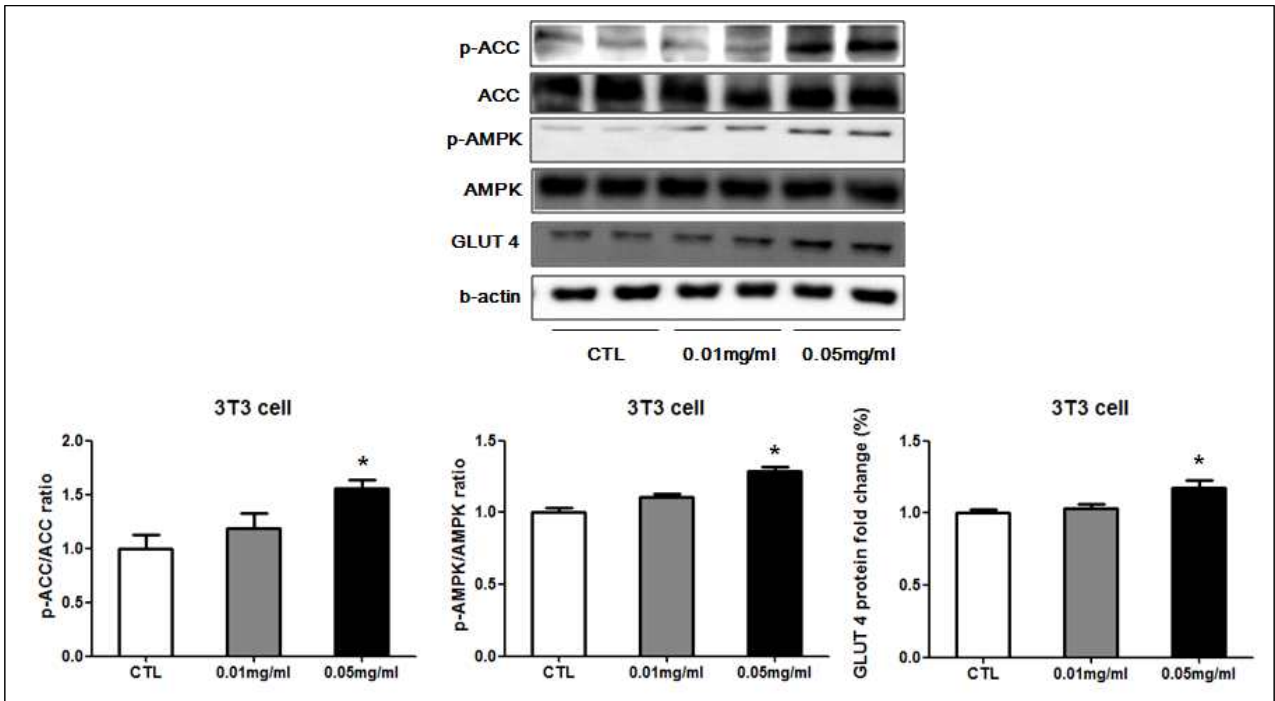 p-ACC
ACC
p-AMPK
AMPK
GLUT 4
b-actin
CTL 0.01mg/ml 0.05mg/ml
3T3 cell
p-ACC/ACC ratio
2.0
1.5
1.0
0.5
0.0
*
CTL 0.01mg/ml 0.05mg/ml
3T3 cell
p-AMPK/AMPK ratio
1.5
1.0
0.5
0.0
*
CTL 0.01mg/ml 0.05mg/ml
3T3 cell
GLUT 4 protein fold change (%)
1.5
1.0
0.5
0.0
*
CTL 0.01mg/ml 0.05mg/ml